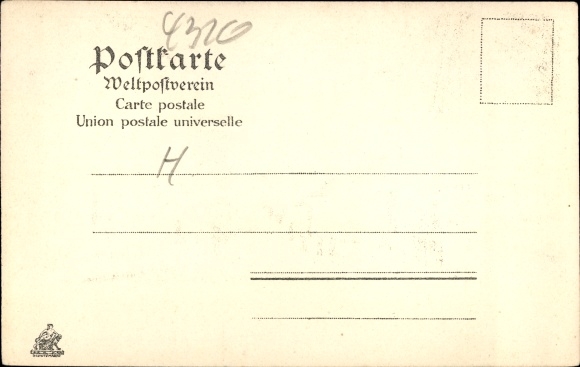 4310
Poſtkarte
Weltpoſtverein
Carte postale
Union postale universelle
H